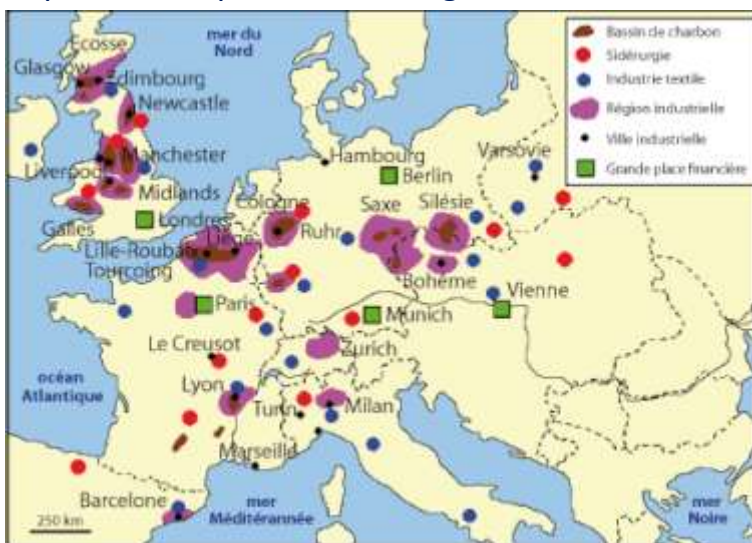 Ecosse
Glasgow
Edimbourg
Newcastle
Liverpool
Manchester
Midlands
Galles
Londres
mer du
Nord
Hambourg
Berlin
Varsovie
Cologne
Ruhr
Saxe
Silésie
Bohème
Lille-Roubaix
Tourcoing
Liège
Paris
Munich
Vienne
Le Creusot
Zurich
Lyon
Turin
Milan
Marseille
Barcelone
océan
Atlantique
mer
Méditérannée
mer
Noire
250 km
Bassin de charbon
Sidérurgie
Industrie textile
Région industrielle
Ville industrielle
Grande place financière